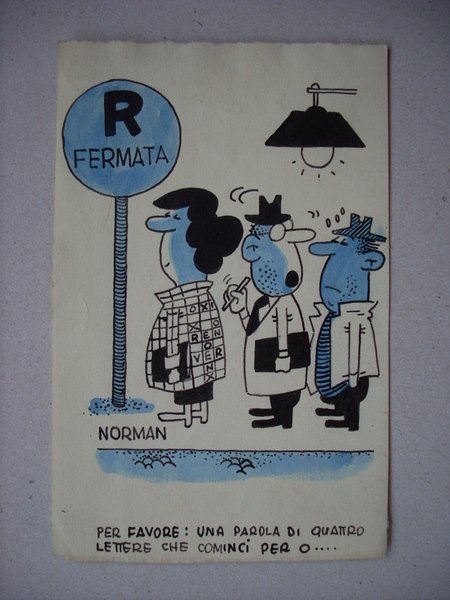 R
FERMATA
NORMAN
PER FAVORE: UNA PAROLA DI QUATTRO
LETTERE CHE COMINCI PER O....